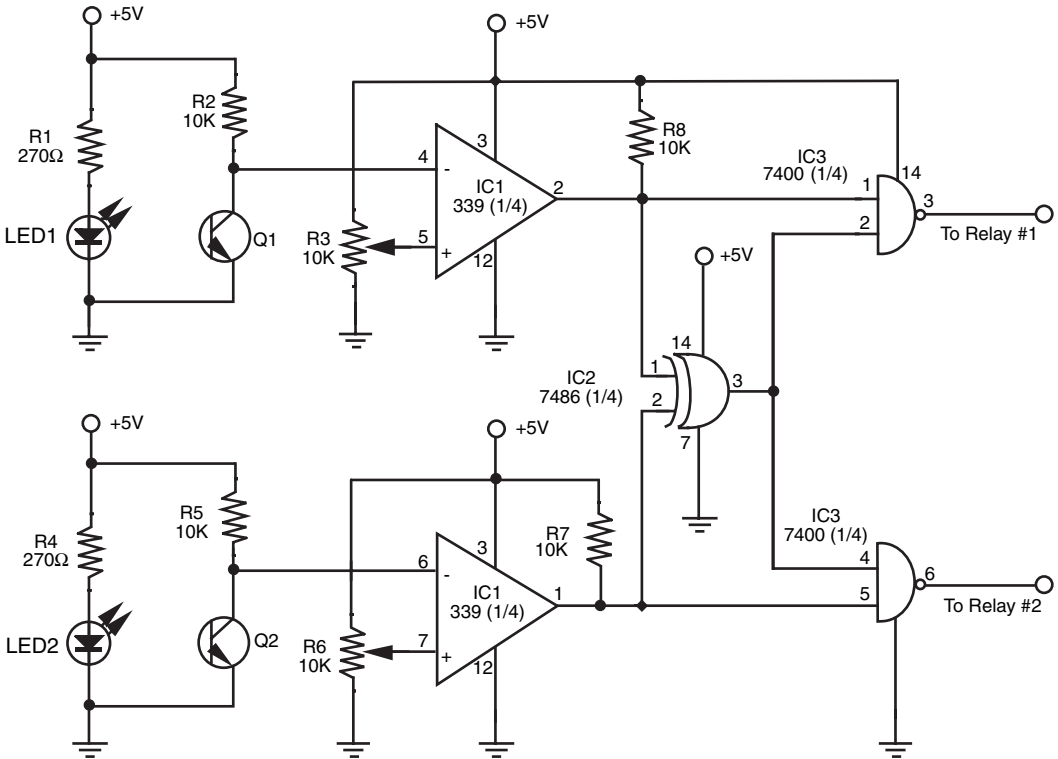 +5V
R1
270Ω
LED1
R2
10K
Q1
+5V
R3
10K
4
-
5
+
3
IC1
339 (1/4)
12
2
R8
10K
IC3
7400 (1/4)
1
2
14
3
To Relay #1
+5V
14
IC2
7486 (1/4)
1
2
3
7
+5V
R4
270Ω
LED2
R5
10K
Q2
+5V
R6
10K
6
-
7
+
3
IC1
339 (1/4)
12
1
R7
10K
IC3
7400 (1/4)
4
5
6
To Relay #2